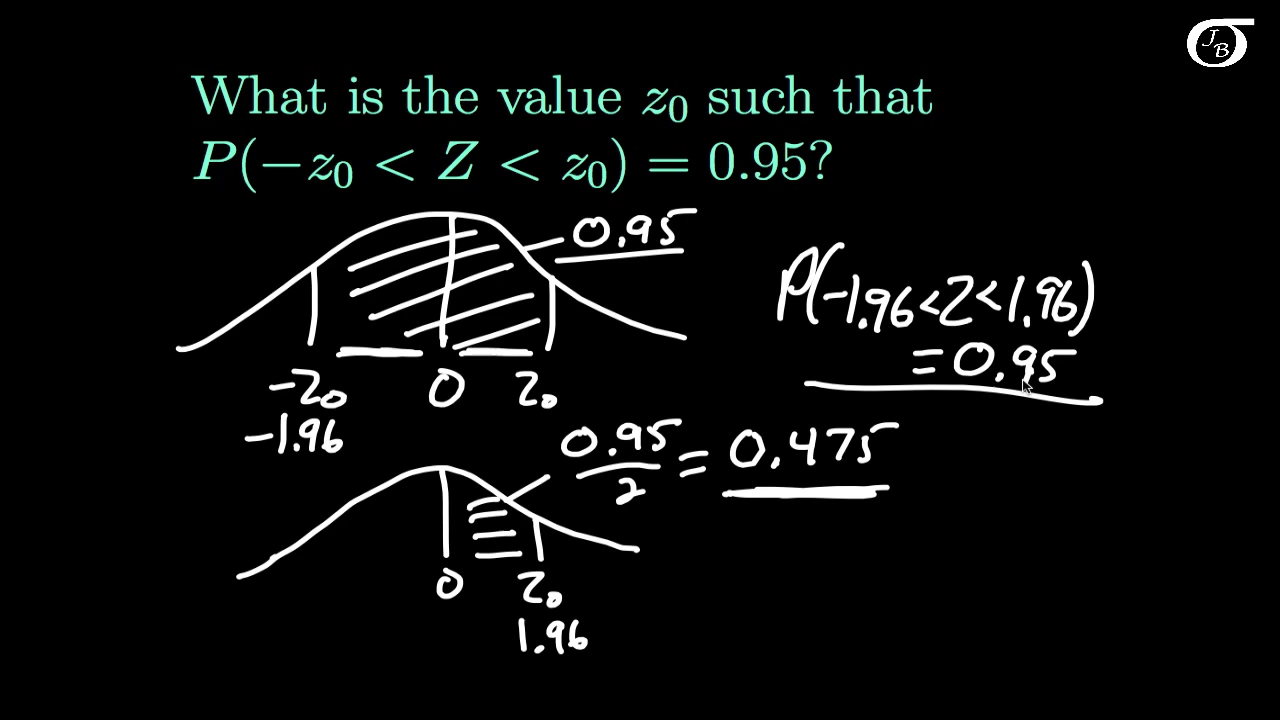 JB
What is the value z₀ such that
P(−z₀ < Z < z₀) = 0.95?
0.95
P(-1.96<Z<1.96)
= 0.95
-z₀ 0 z₀
-1.96
0.95/2 = 0.475
0 z₀
1.96